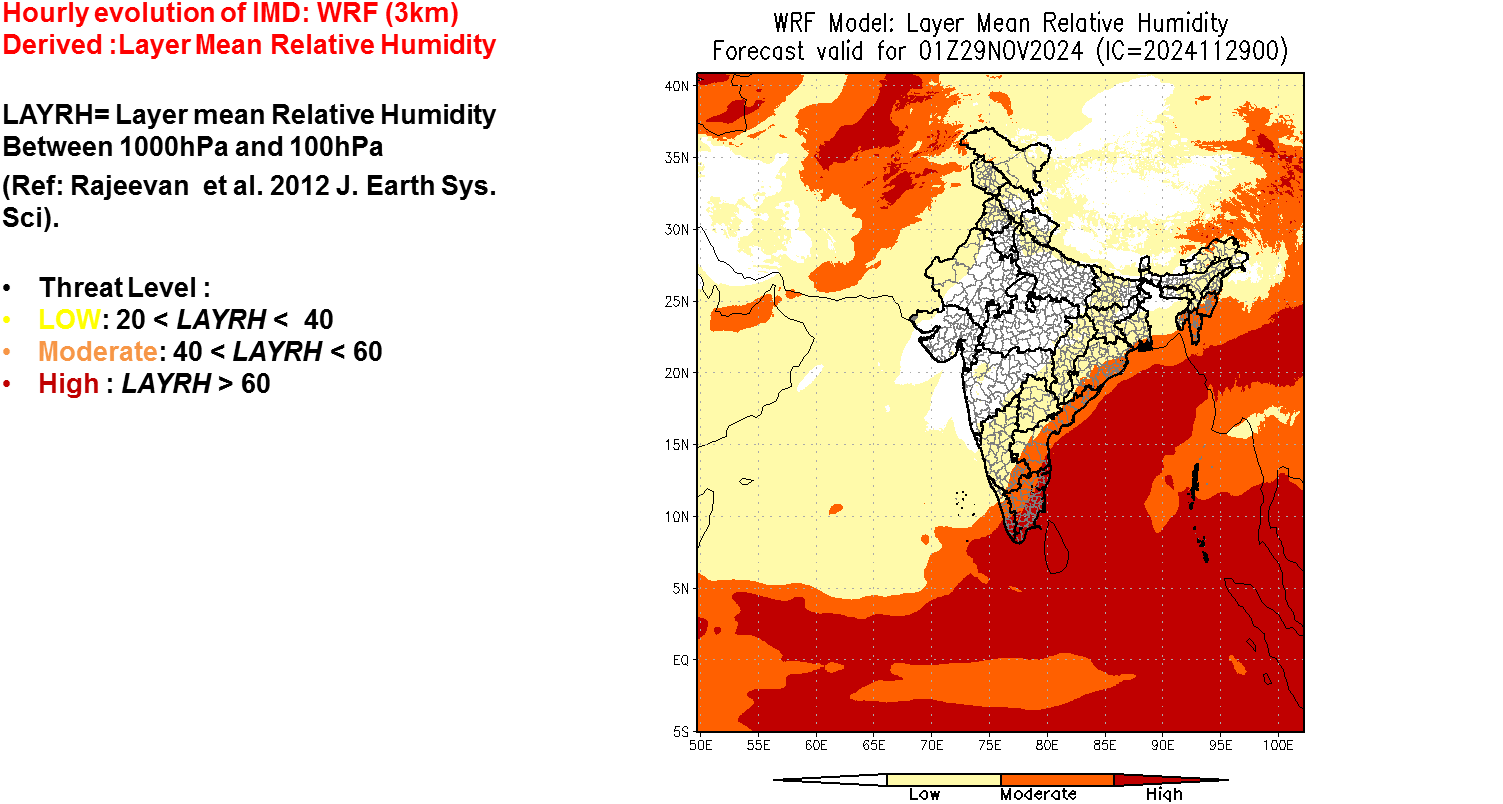 Hourly evolution of IMD: WRF (3km)
Derived :Layer Mean Relative Humidity
LAYRH= Layer mean Relative Humidity
Between 1000hPa and 100hPa
(Ref: Rajeevan et al. 2012 J. Earth Sys.
Sci).
• Threat Level :
• LOW: 20 < LAYRH < 40
• Moderate: 40 < LAYRH < 60
• High : LAYRH > 60
WRF Model: Layer Mean Relative Humidity
Forecast valid for 01Z29NOV2024 (IC=2024112900)
40N
35N
30N
25N
20N
15N
10N
5N
EQ
5S
50E 55E 60E 65E 70E 75E 80E 85E 90E 95E 100E
Low Moderate High